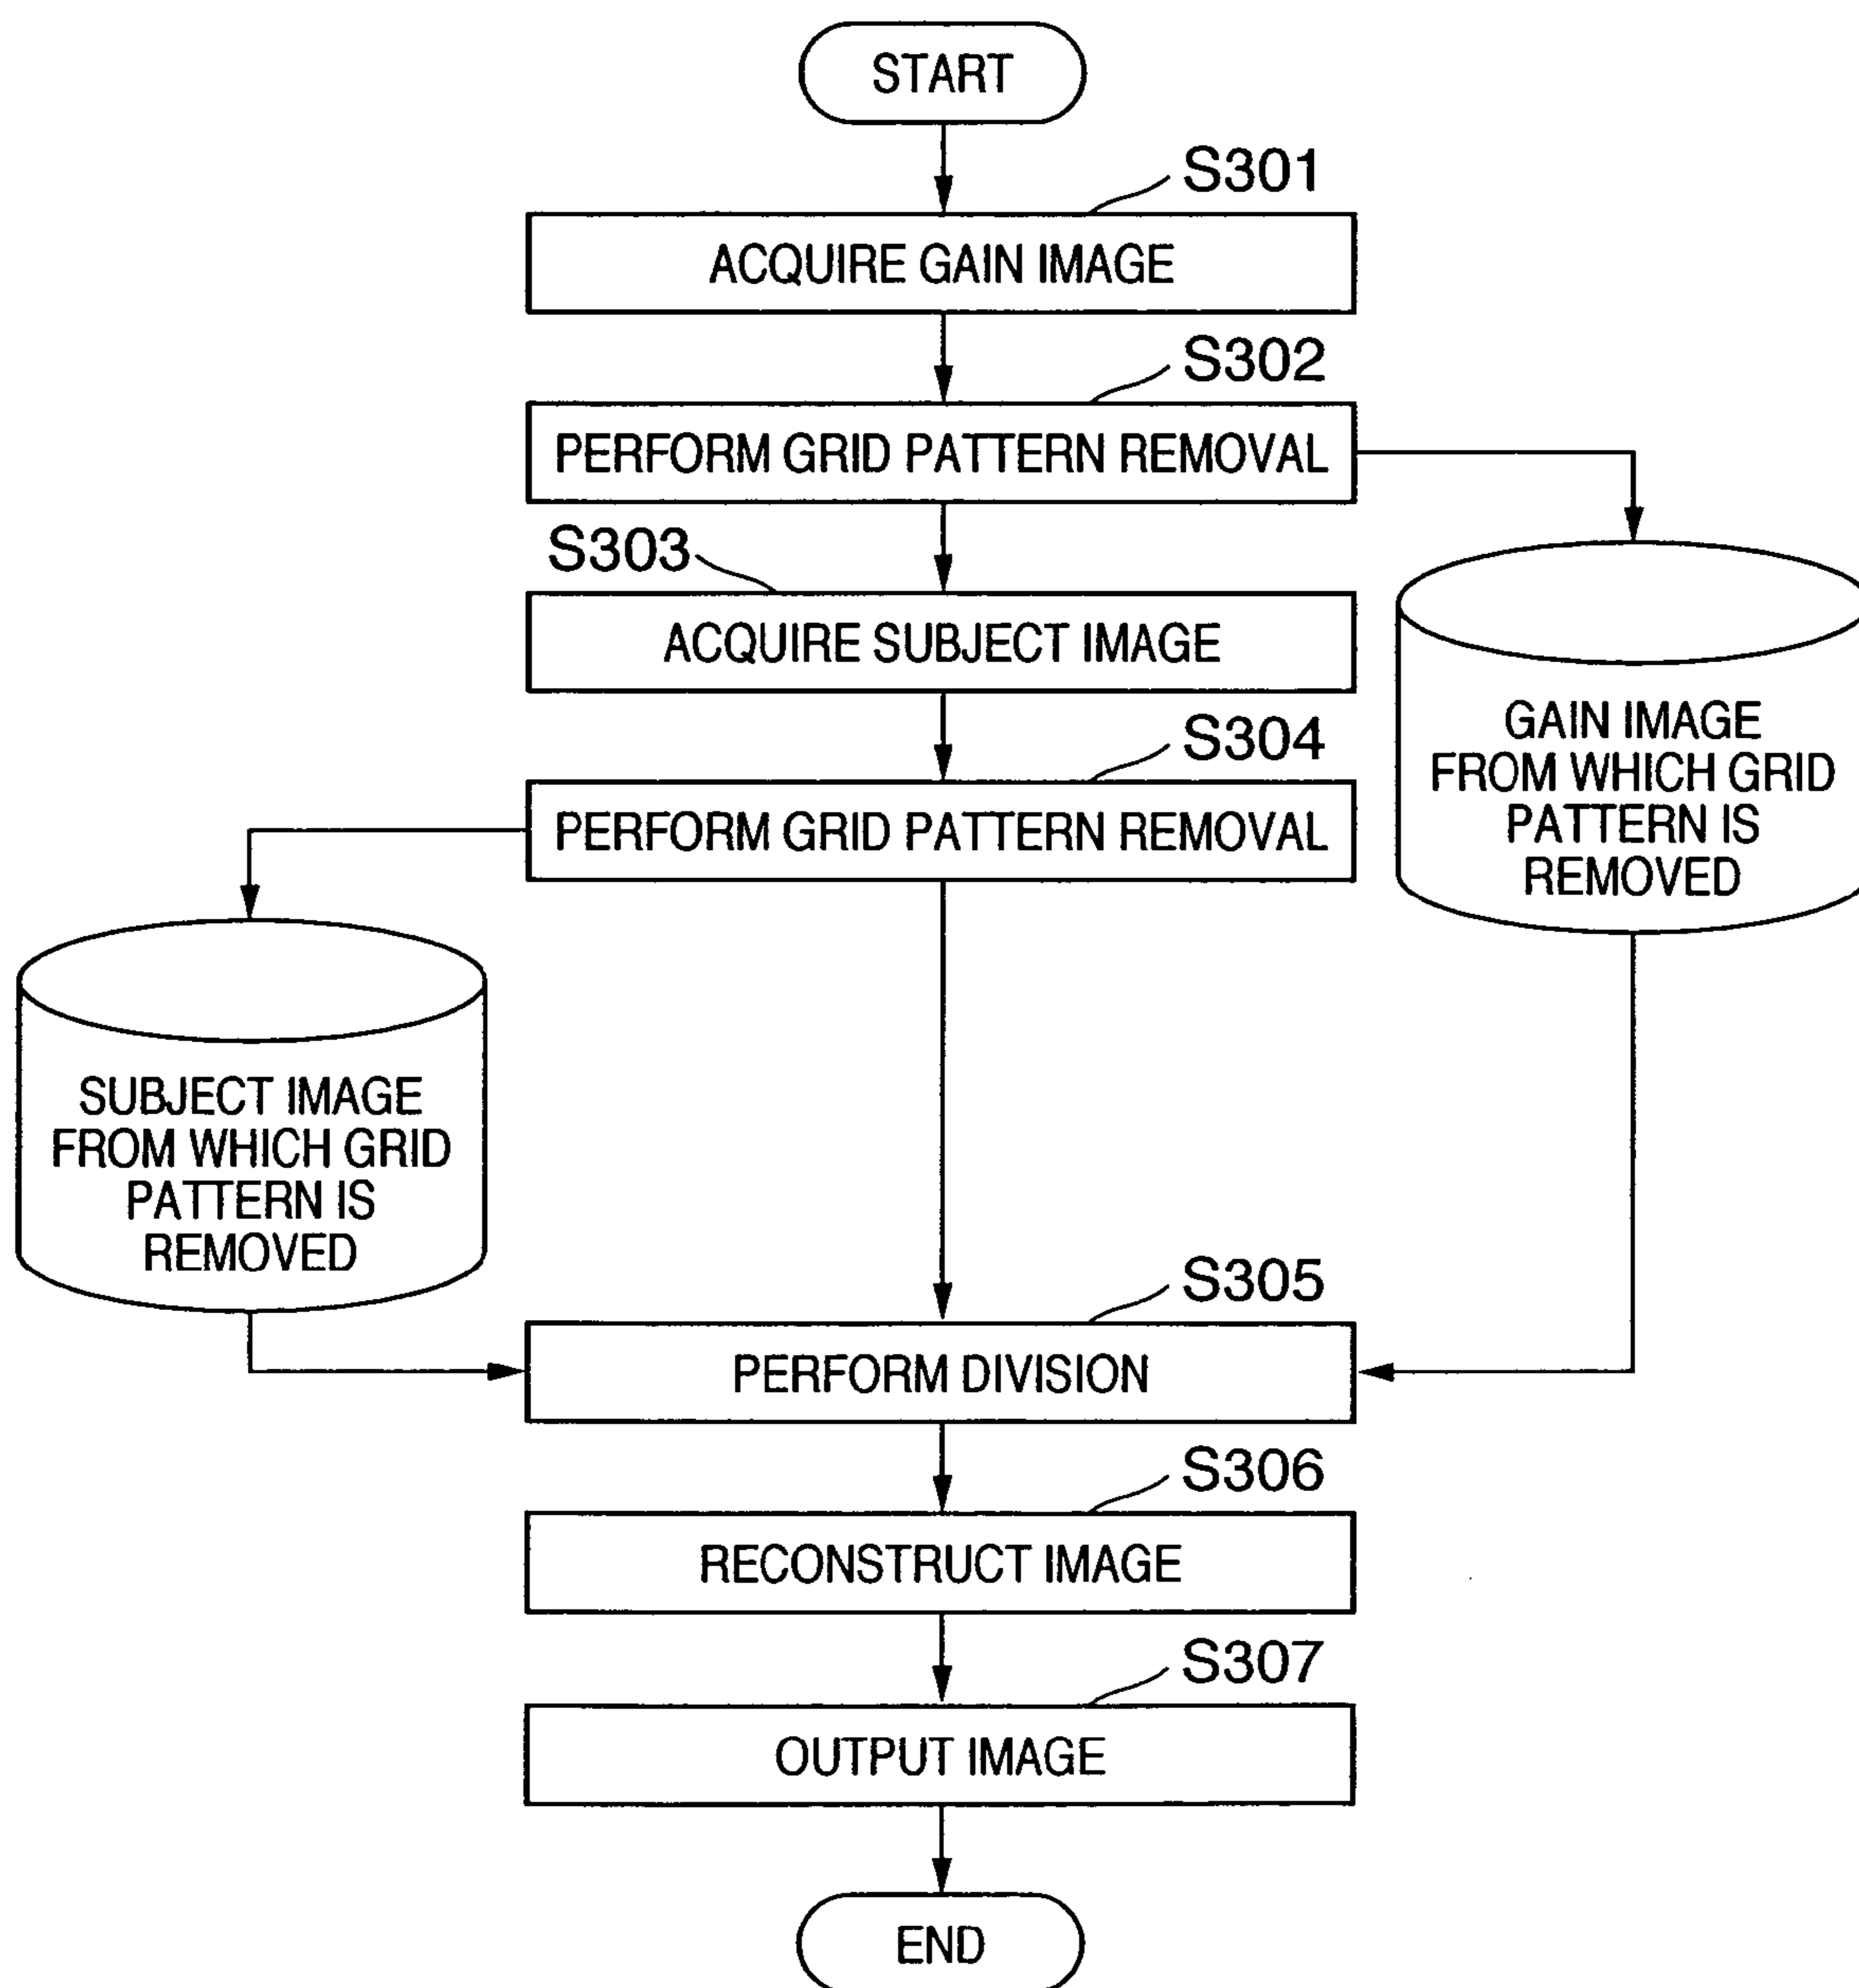 START
S301
ACQUIRE GAIN IMAGE
S302
PERFORM GRID PATTERN REMOVAL
S303
ACQUIRE SUBJECT IMAGE
S304
PERFORM GRID PATTERN REMOVAL
GAIN IMAGE
FROM WHICH GRID
PATTERN IS
REMOVED
SUBJECT IMAGE
FROM WHICH GRID
PATTERN IS
REMOVED
S305
PERFORM DIVISION
S306
RECONSTRUCT IMAGE
S307
OUTPUT IMAGE
END